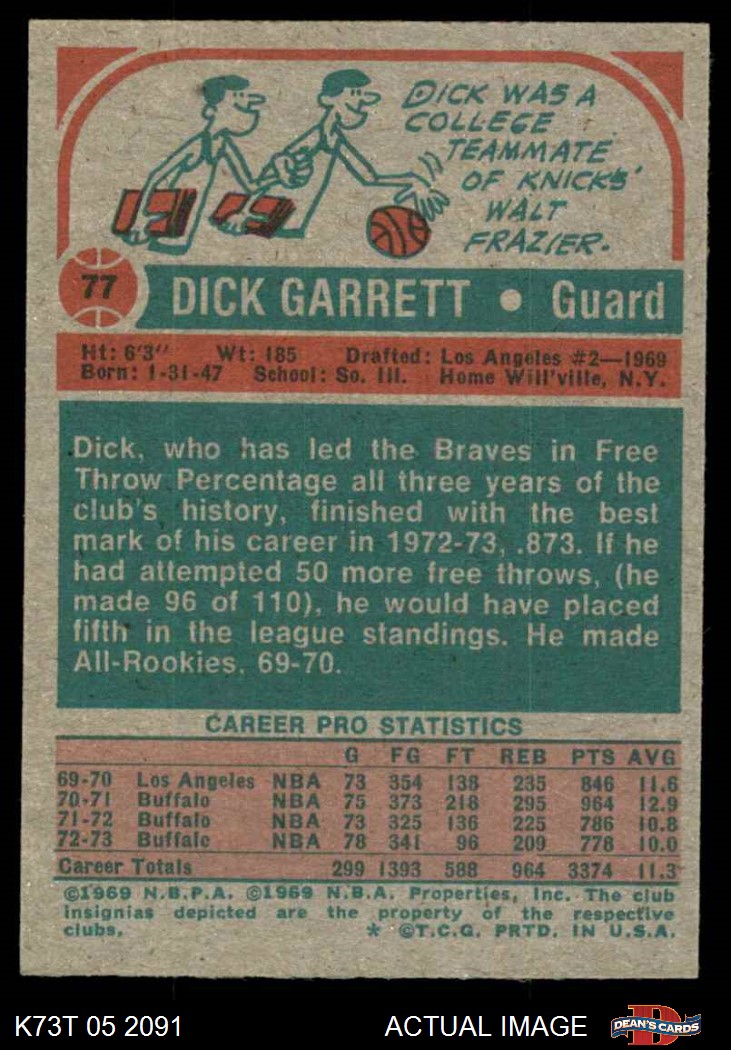 DICK WAS A
COLLEGE
TEAMMATE
OF KNICKS'
WALT
FRAZIER.
77
DICK GARRETT • Guard
Ht: 6'3" Wt: 185 Drafted: Los Angeles #2—1969
Born: 1-31-47 School: So. Ill. Home Will'ville, N.Y.
Dick, who has led the Braves in Free
Throw Percentage all three years of the
club's history, finished with the best
mark of his career in 1972-73, .873. If he
had attempted 50 more free throws, (he
made 96 of 110), he would have placed
fifth in the league standings. He made
All-Rookies, 69-70.
CAREER PRO STATISTICS
G FG FT REB PTS AVG
69-70 Los Angeles NBA 73 354 138 235 846 11.6
70-71 Buffalo NBA 75 373 218 295 964 12.9
71-72 Buffalo NBA 73 325 136 225 786 10.8
72-73 Buffalo NBA 78 341 96 209 778 10.0
Career Totals 299 1393 588 964 3374 11.3
©1969 N.B.P.A. ©1969 N.B.A. Properties, Inc. The club
insignias depicted are the property of the respective
clubs. * ©T.C.G. PRTD. IN U.S.A.
K73T 05 2091 ACTUAL IMAGE D DEAN'S CARDS